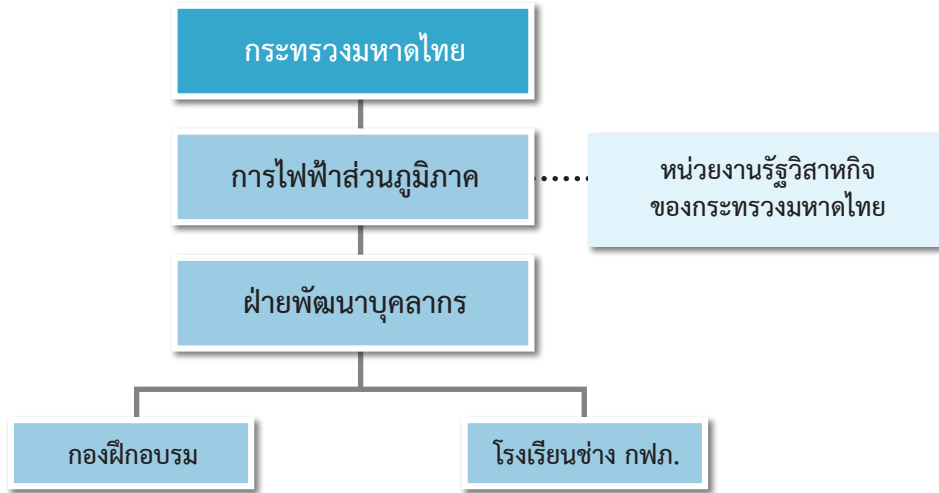 กระทรวงมหาดไทย
การไฟฟ้าส่วนภูมิภาค
หน่วยงานรัฐวิสาหกิจ
ของกระทรวงมหาดไทย
ฝ่ายพัฒนาบุคลากร
กองฝึกอบรม
โรงเรียนช่าง กฟภ.